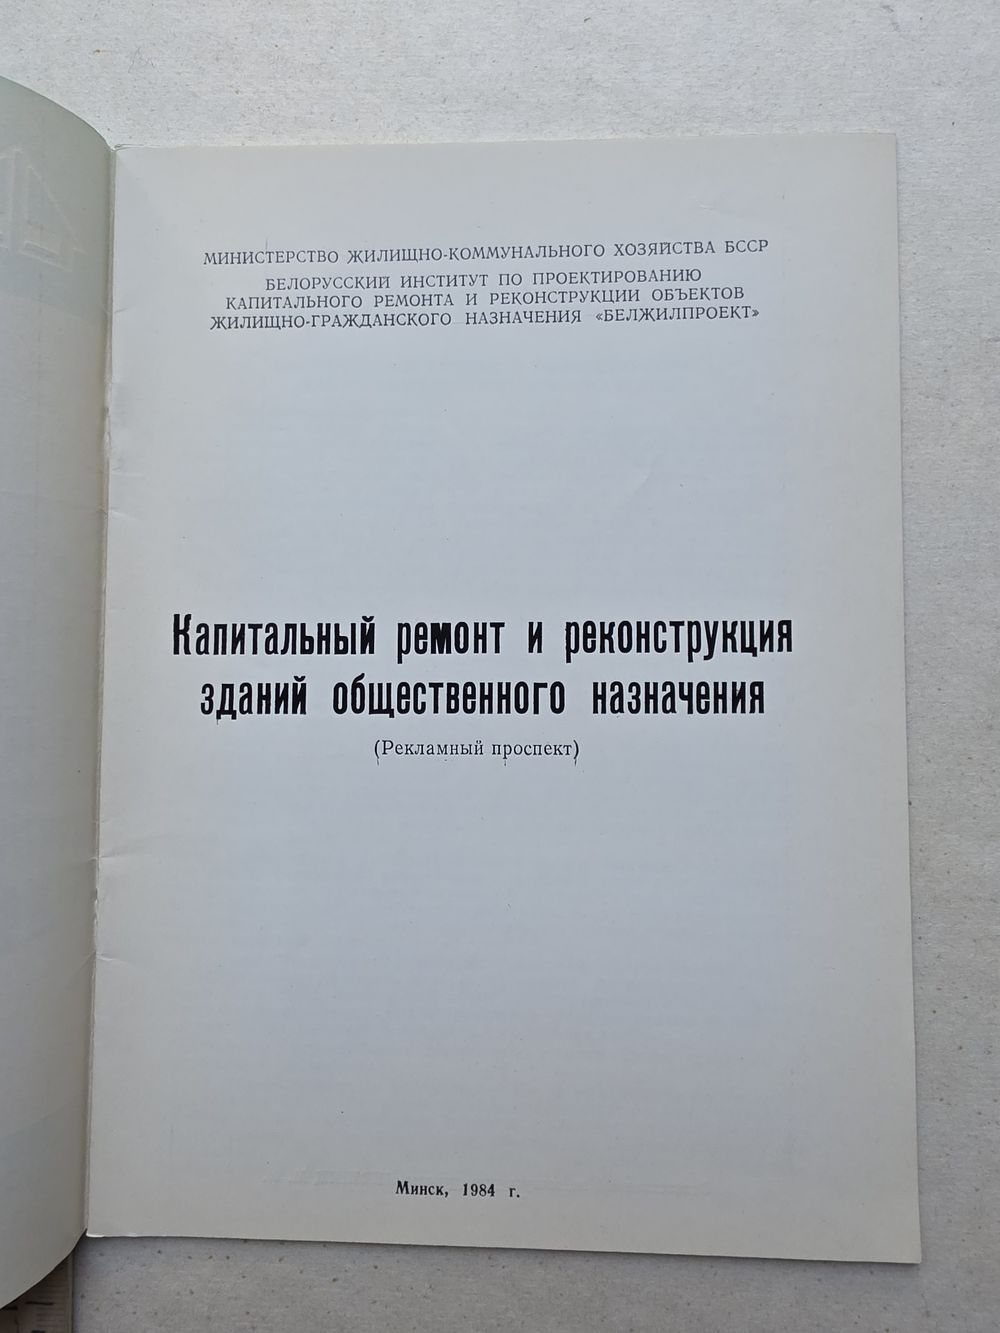 МИНИСТЕРСТВО ЖИЛИЩНО-КОММУНАЛЬНОГО ХОЗЯЙСТВА БССР
БЕЛОРУССКИЙ ИНСТИТУТ ПО ПРОЕКТИРОВАНИЮ
КАПИТАЛЬНОГО РЕМОНТА И РЕКОНСТРУКЦИИ ОБЪЕКТОВ
ЖИЛИЩНО-ГРАЖДАНСКОГО НАЗНАЧЕНИЯ «БЕЛЖИЛПРОЕКТ»
Капитальный ремонт и реконструкция
зданий общественного назначения
(Рекламный проспект)
Минск, 1984 г.